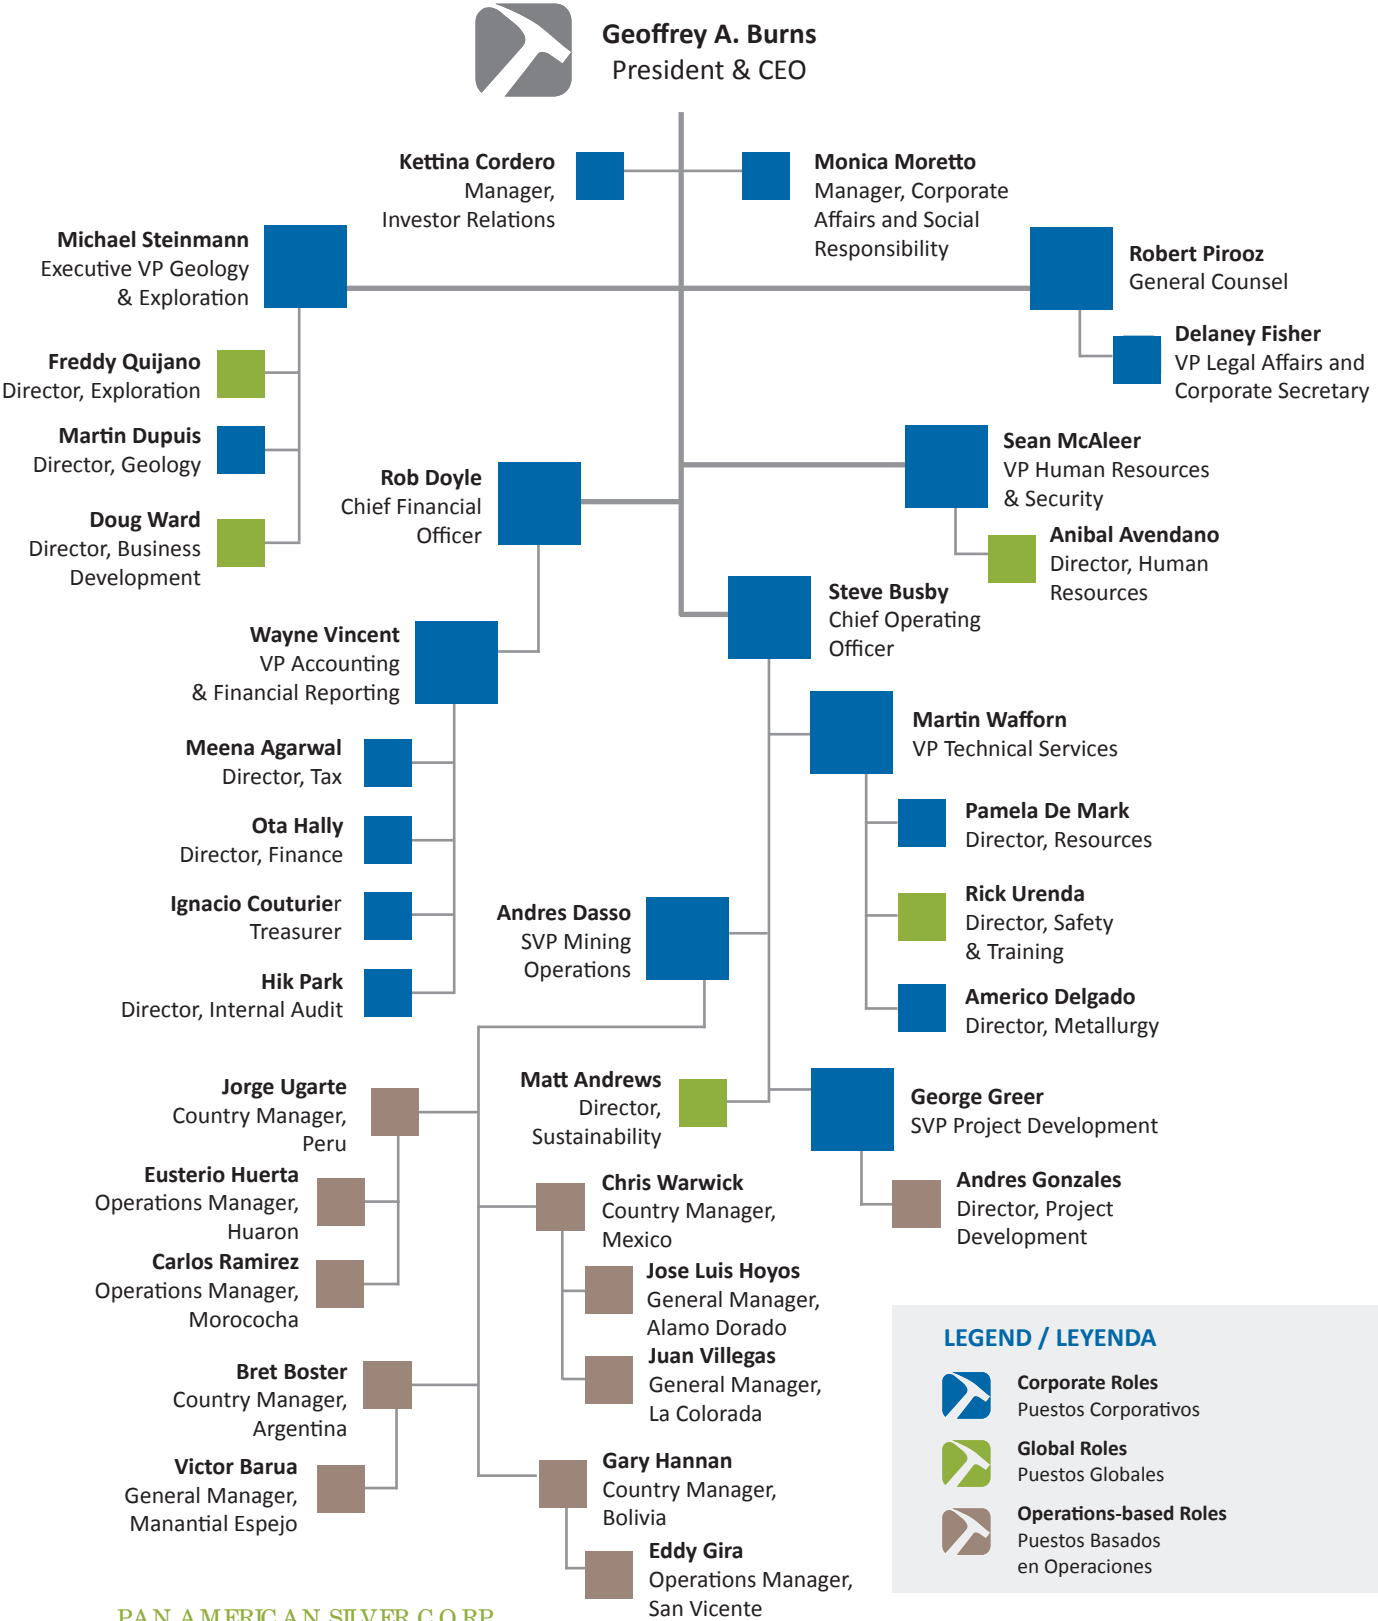 Geoffrey A. Burns
President & CEO
Kettina Cordero
Manager,
Investor Relations
Monica Moretto
Manager, Corporate
Affairs and Social
Responsibility
Michael Steinmann
Executive VP Geology
& Exploration
Robert Pirooz
General Counsel
Delaney Fisher
VP Legal Affairs and
Corporate Secretary
Freddy Quijano
Director, Exploration
Martin Dupuis
Director, Geology
Doug Ward
Director, Business
Development
Rob Doyle
Chief Financial
Officer
Sean McAleer
VP Human Resources
& Security
Anibal Avendano
Director, Human
Resources
Steve Busby
Chief Operating
Officer
Wayne Vincent
VP Accounting
& Financial Reporting
Meena Agarwal
Director, Tax
Ota Hally
Director, Finance
Ignacio Couturier
Treasurer
Hik Park
Director, Internal Audit
Martin Wafforn
VP Technical Services
Pamela De Mark
Director, Resources
Rick Urenda
Director, Safety
& Training
Americo Delgado
Director, Metallurgy
Andres Dasso
SVP Mining
Operations
Matt Andrews
Director,
Sustainability
George Greer
SVP Project Development
Andres Gonzales
Director, Project
Development
Jorge Ugarte
Country Manager,
Peru
Eusterio Huerta
Operations Manager,
Huaron
Carlos Ramirez
Operations Manager,
Morococha
Chris Warwick
Country Manager,
Mexico
Jose Luis Hoyos
General Manager,
Alamo Dorado
Juan Villegas
General Manager,
La Colorada
Bret Boster
Country Manager,
Argentina
Victor Barua
General Manager,
Manantial Espejo
Gary Hannan
Country Manager,
Bolivia
Eddy Gira
Operations Manager,
San Vicente
LEGEND / LEYENDA
Corporate Roles
Puestos Corporativos
Global Roles
Puestos Globales
Operations-based Roles
Puestos Basados
en Operaciones
PAN AMERICAN SILVER CORP